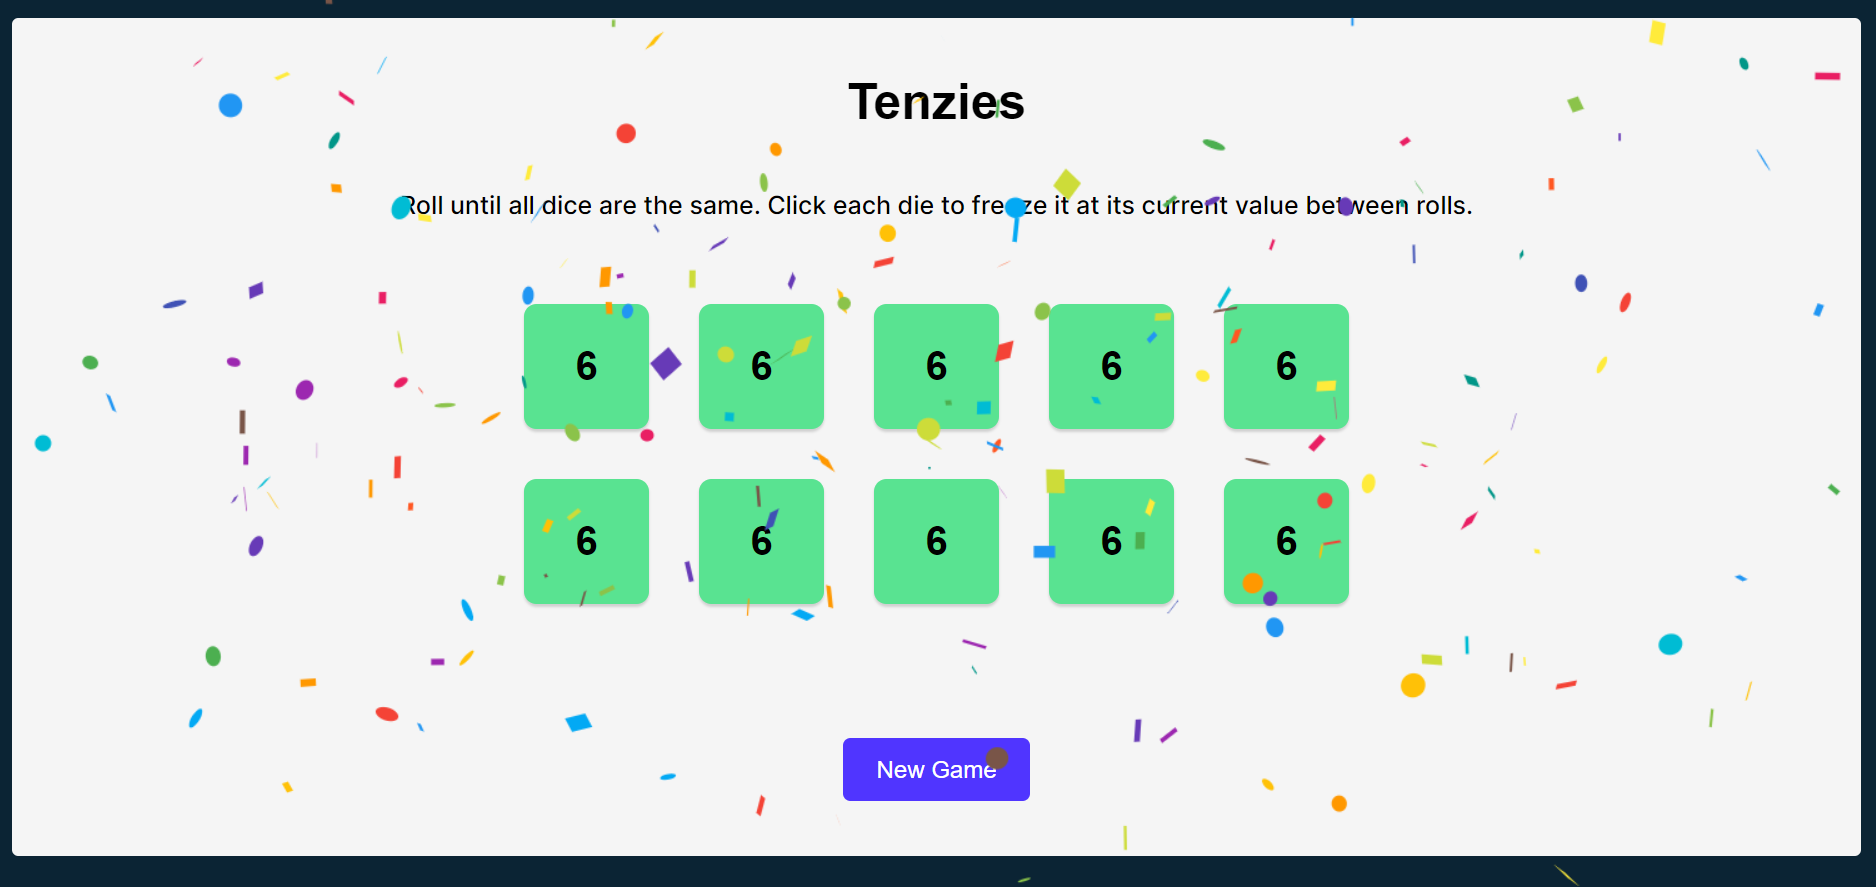 Tenzies
Roll until all dice are the same. Click each die to freeze it at its current value between rolls.
6 6 6 6 6
6 6 6 6 6
New Game